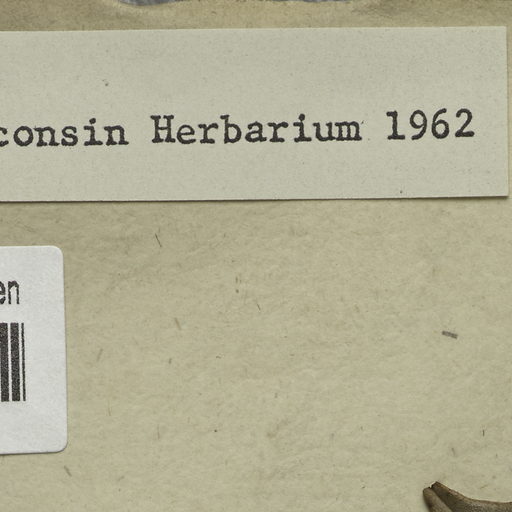 consin Herbarium 1962
en